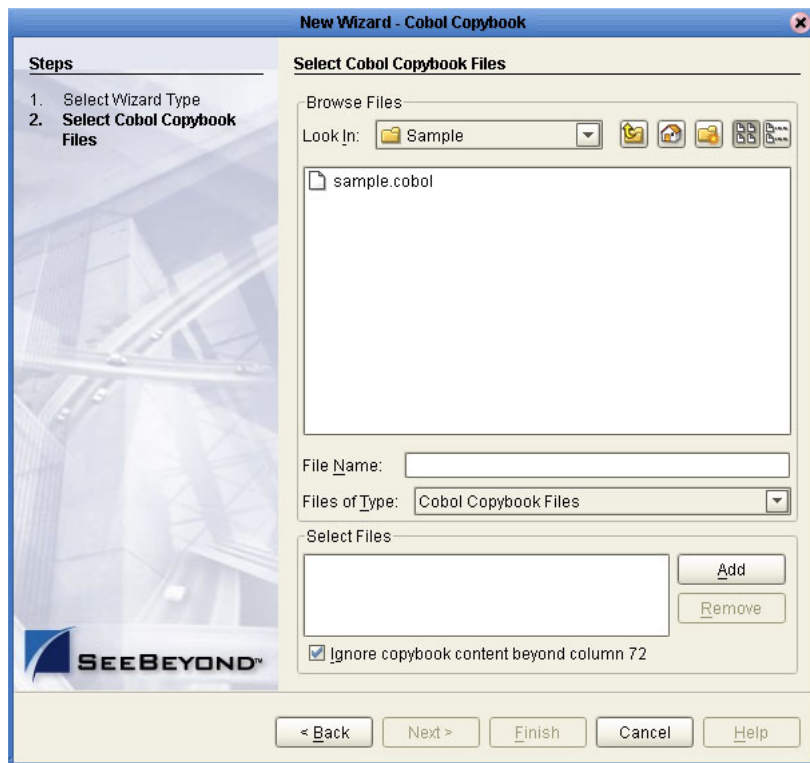 New Wizard - Cobol Copybook
Steps
1. Select Wizard Type
2. Select Cobol Copybook
Files
Select Cobol Copybook Files
Browse Files
Look In: Sample
sample.cobol
File Name:
Files of Type: Cobol Copybook Files
Select Files
Add
Remove
Ignore copybook content beyond column 72
SEEBEYOND™
< Back Next > Finish Cancel Help